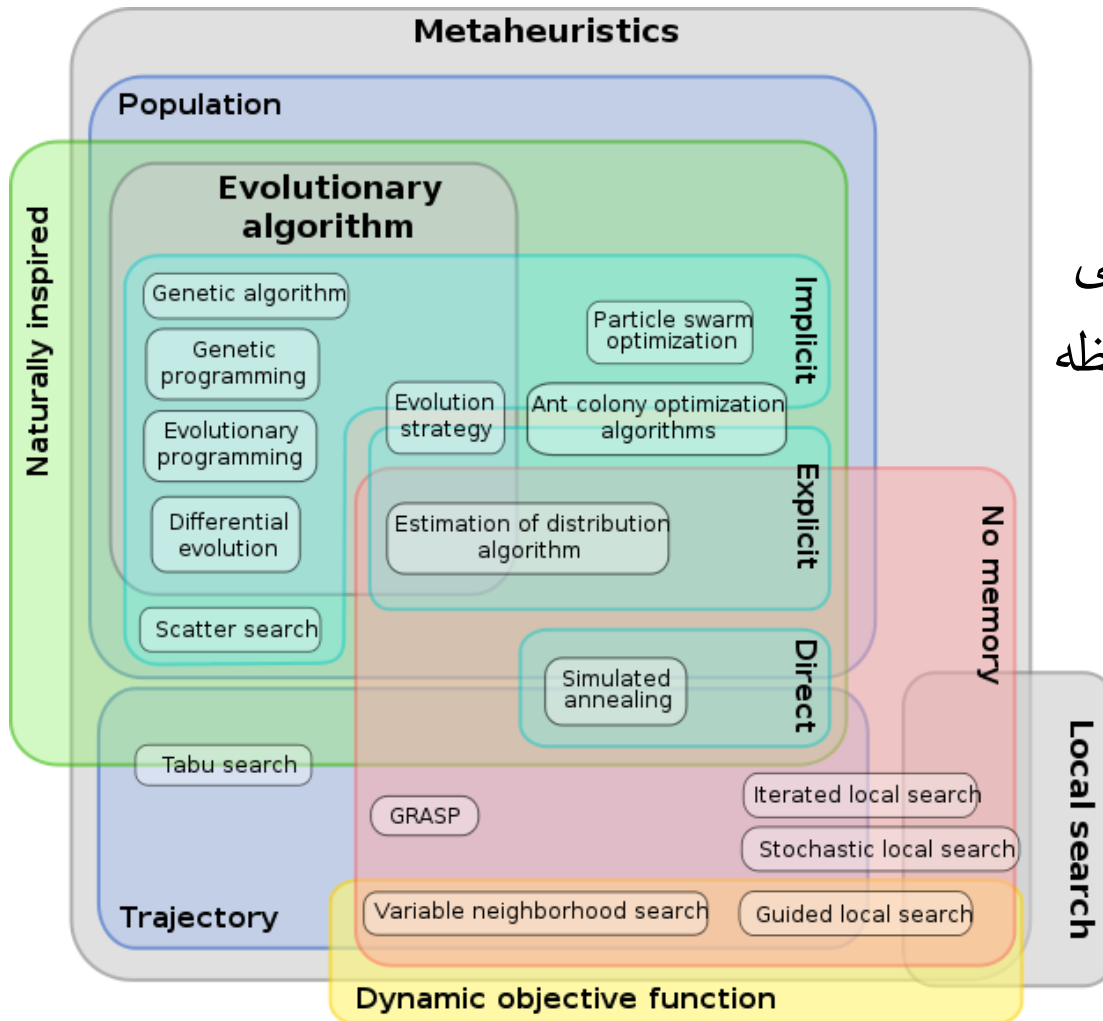 Metaheuristics
Population
Naturally inspired
Evolutionary
algorithm
Implicit
Genetic algorithm
Particle swarm
optimization
Genetic
programming
Evolution
strategy
Ant colony optimization
algorithms
Evolutionary
programming
Explicit
No memory
Differential
evolution
Estimation of distribution
algorithm
Scatter search
Direct
Simulated
annealing
Local search
Tabu search
Iterated local search
GRASP
Stochastic local search
Trajectory
Variable neighborhood search
Guided local search
Dynamic objective function